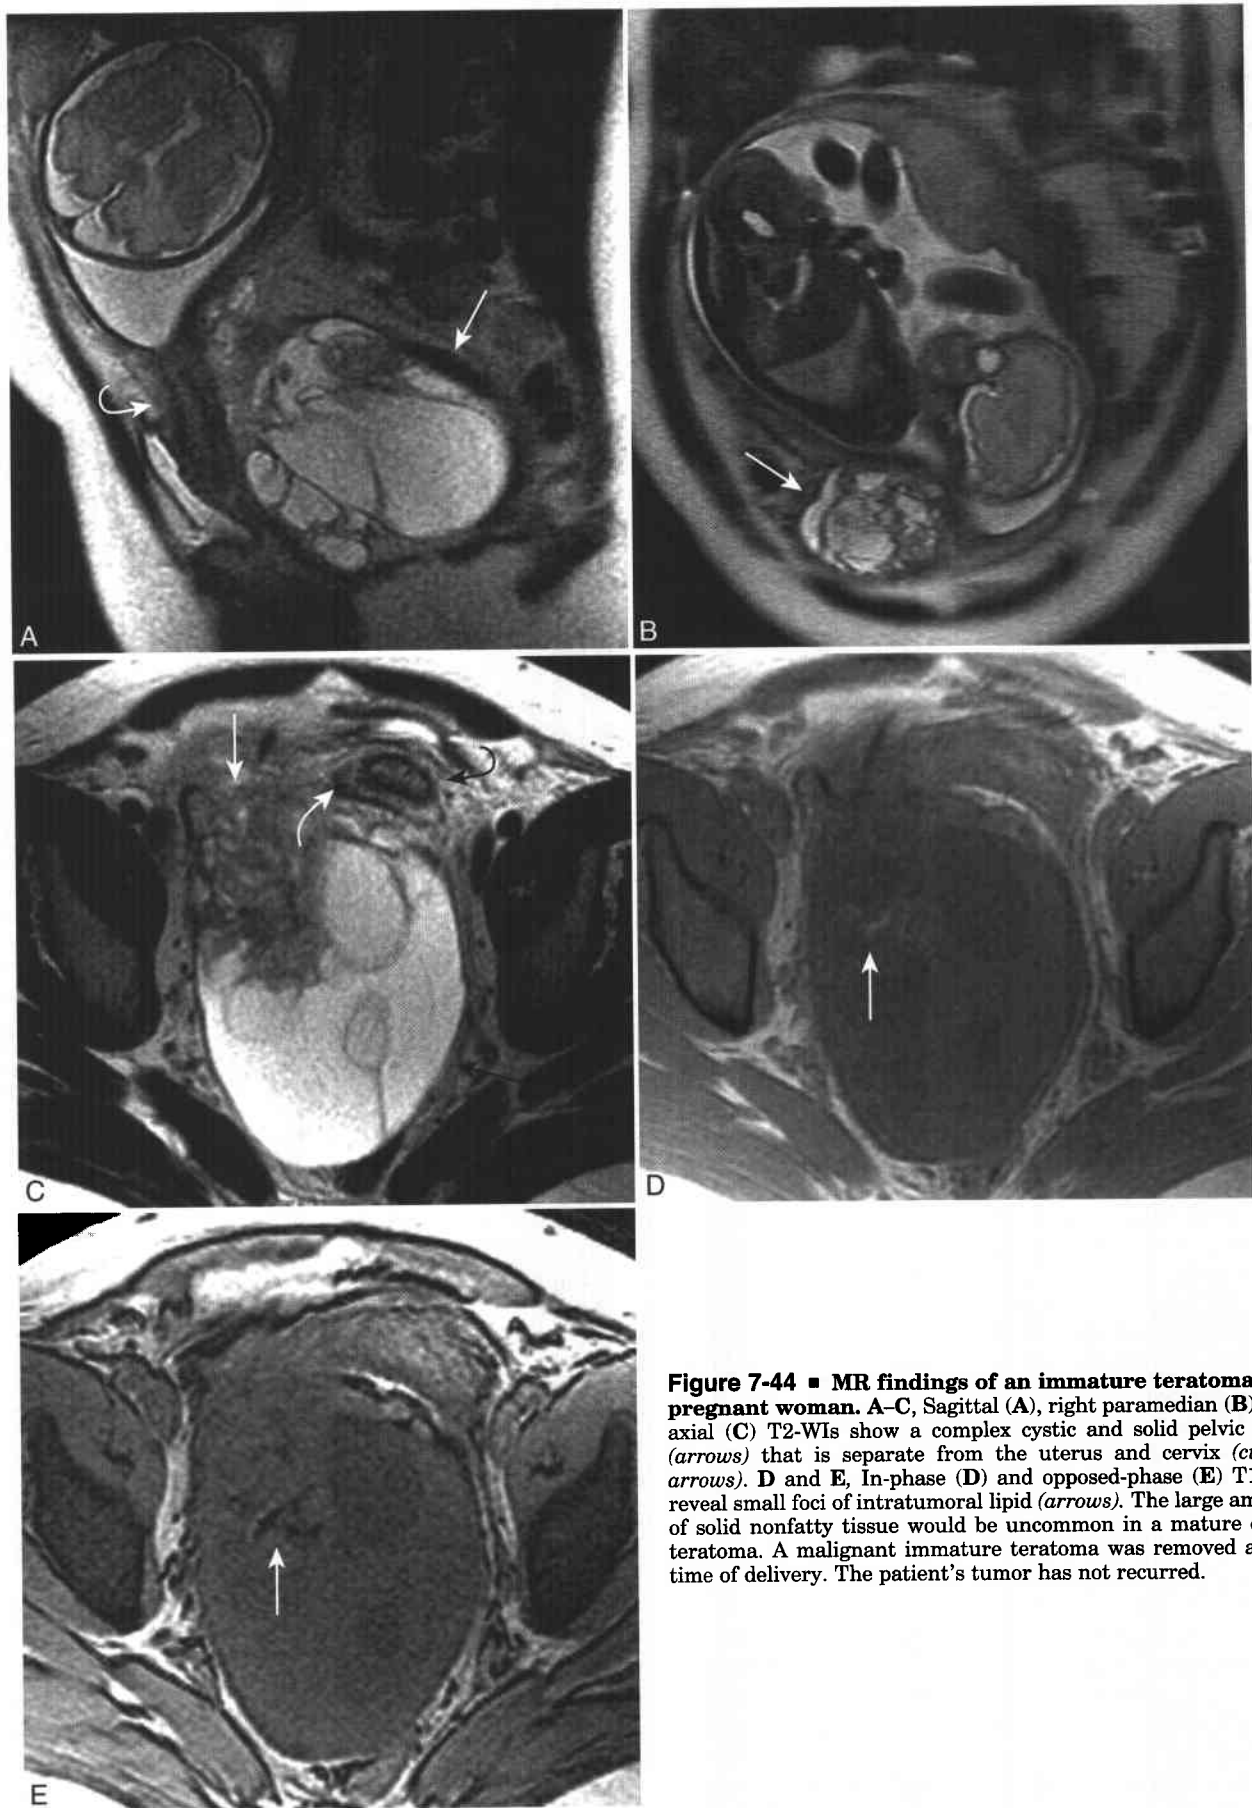 A
B
C
D
E
Figure 7-44 ■ MR findings of an immature teratoma
pregnant woman. A–C, Sagittal (A), right paramedian (B)
axial (C) T2-WIs show a complex cystic and solid pelvic
(arrows) that is separate from the uterus and cervix
arrows). D and E, In-phase (D) and opposed-phase (E)
reveal small foci of intratumoral lipid (arrows). The large
of solid nonfatty tissue would be uncommon in a mature
teratoma. A malignant immature teratoma was removed
time of delivery. The patient's tumor has not recurred.